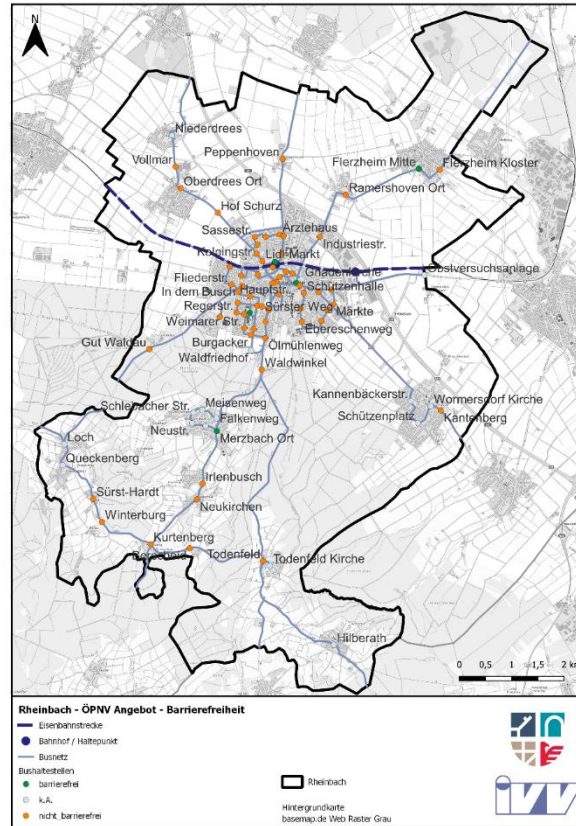 N
Niederdrees
Vollmar
Peppenhoven
Flerzheim Mitte
Flerzheim Kloster
Oberdrees Ort
Ramershoven Ort
Hof Schurz
Sassestr.
Ärztehaus
Industriestr.
Kolpingstr.
Lidl-Markt
Gnadenkirche
Obstversuchsanlage
Fliederstr.
Schützenhalle
In dem Busch
Hauptstr.
Regerstr.
Sürster Weg
Märkte
Weimarer Str.
Ebereschenweg
Gut Waldau
Burgacker
Ölmühlenweg
Waldfriedhof
Waldwinkel
Schlebacher Str.
Meisenweg
Kannenbäckerstr.
Wormersdorf Kirche
Falkenweg
Schützenplatz
Kantenberg
Loch
Neustr.
Merzbach Ort
Queckenberg
Irlenbusch
Sürst-Hardt
Neukirchen
Winterburg
Kurtenberg
Todenfeld
Todenfeld Kirche
Hilberath
0 0,5 1 1,5 2 km
Rheinbach - ÖPNV Angebot - Barrierefreiheit
Eisenbahnstrecke
Bahnhof / Haltepunkt
Busnetz
Bushaltestellen
barrierefrei
k.A.
nicht_barrierefrei
Rheinbach
Hintergrundkarte
basemap.de Web Raster Grau
ivv